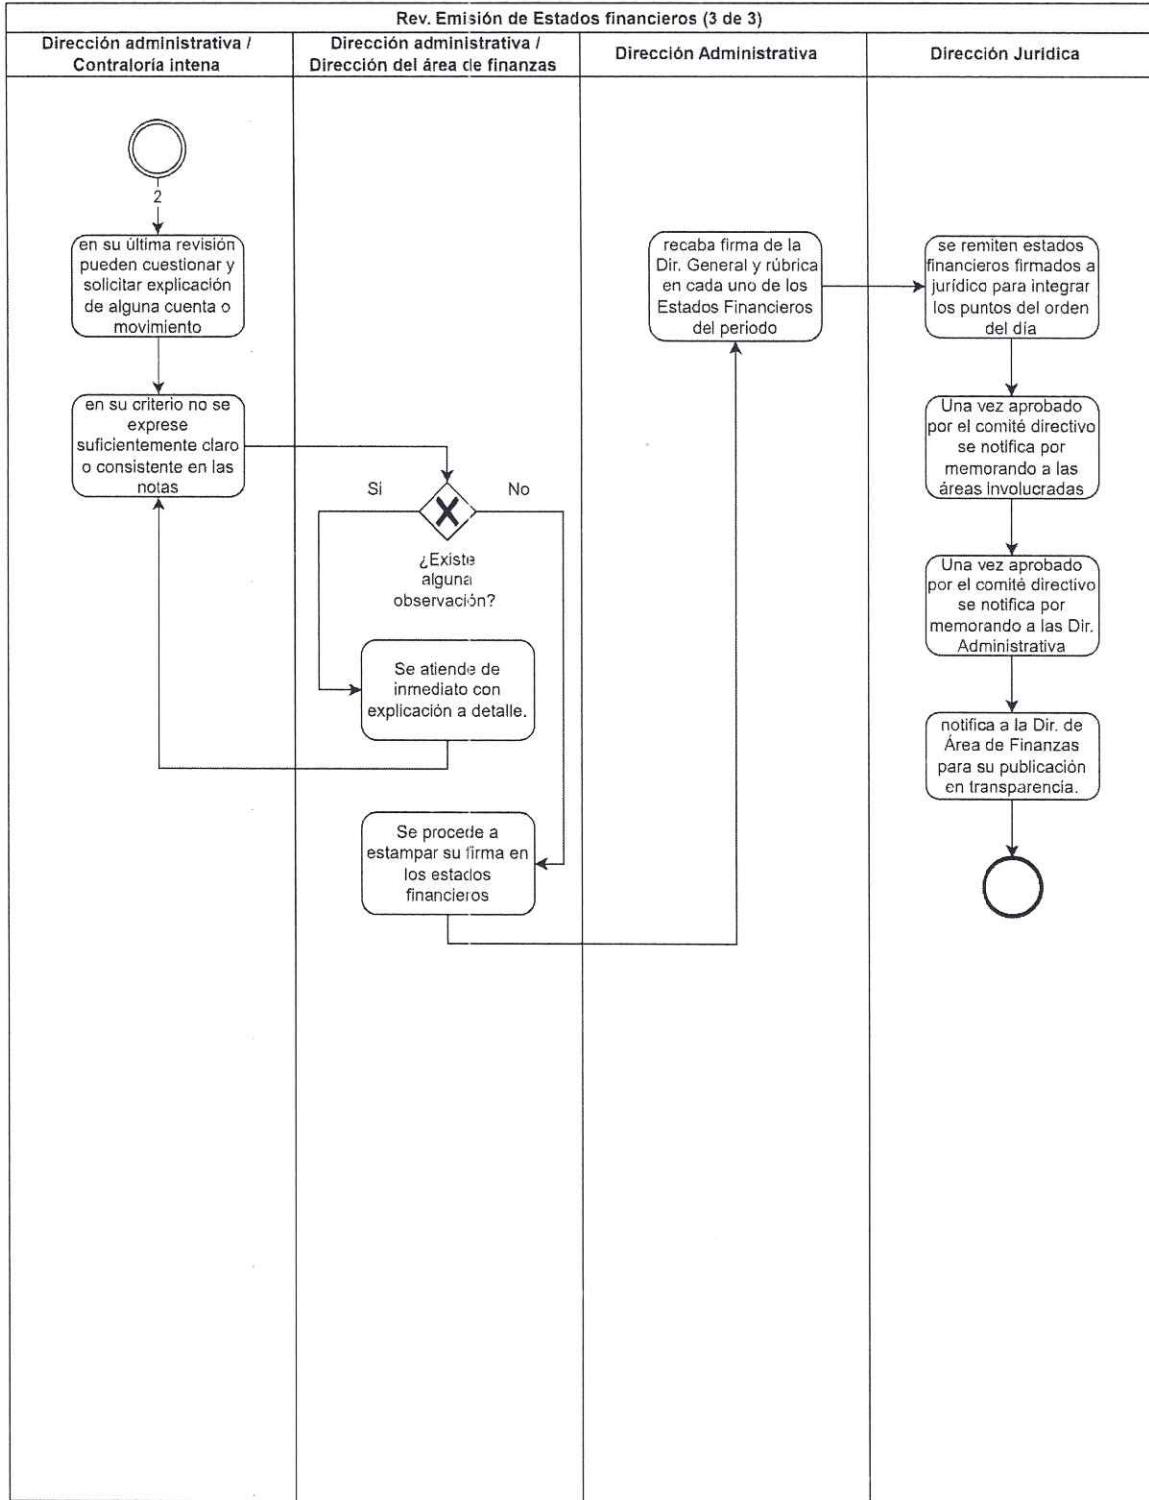 Rev. Emisión de Estados financieros (3 de 3)
Dirección administrativa /
Contraloría intena
Dirección administrativa /
Dirección del área de finanzas
Dirección Administrativa
Dirección Jurídica
2
en su última revisión
pueden cuestionar y
solicitar explicación
de alguna cuenta o
movimiento
en su criterio no se
exprese
suficientemente claro
o consistente en las
notas
Si
No
¿Existe
alguna
observación?
Se atiende de
inmediato con
explicación a detalle.
Se procede a
estampar su firma en
los estados
financieros
recaba firma de la
Dir. General y rúbrica
en cada uno de los
Estados Financieros
del periodo
se remiten estados
financieros firmados a
jurídico para integrar
los puntos del orden
del día
Una vez aprobado
por el comité directivo
se notifica por
memorando a las
áreas involucradas
Una vez aprobado
por el comité directivo
se notifica por
memorando a las Dir.
Administrativa
notifica a la Dir. de
Área de Finanzas
para su publicación
en transparencia.